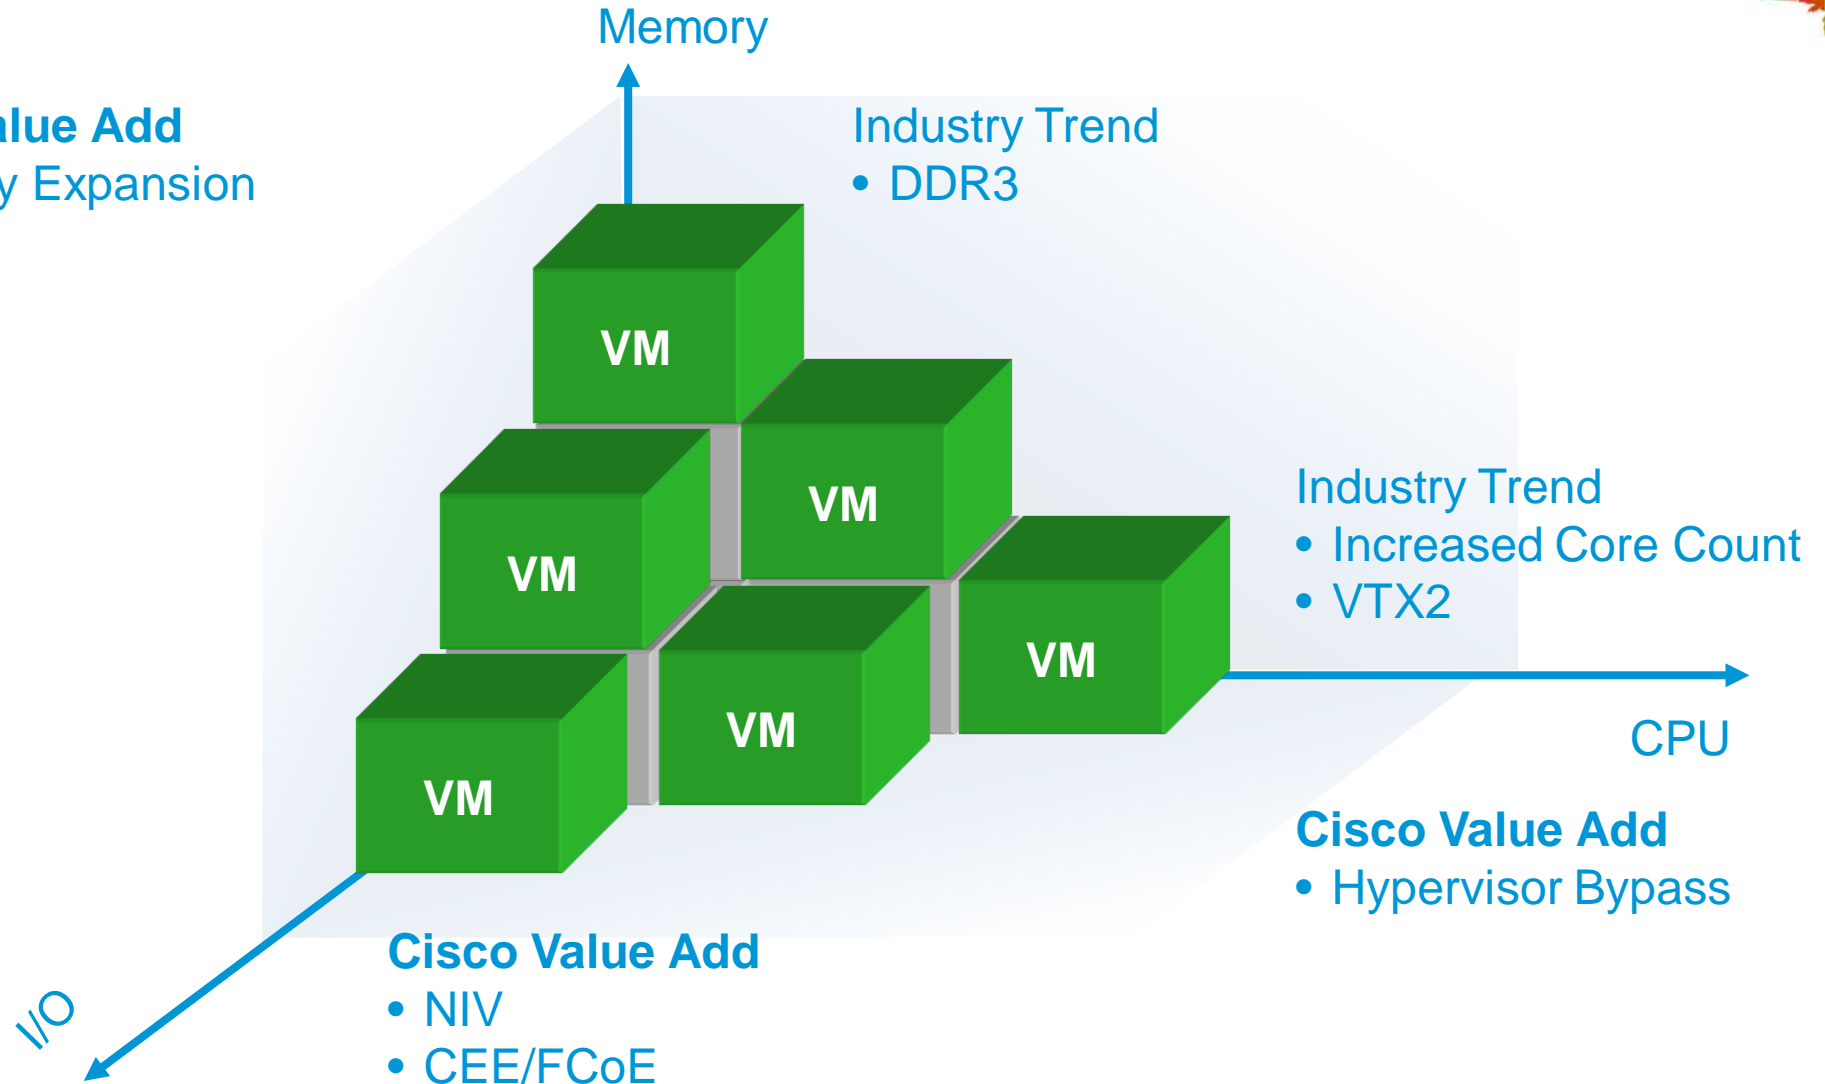 Memory
alue Add
y Expansion
Industry Trend
• DDR3
VM
VM
VM
VM
VM
VM
Industry Trend
• Increased Core Count
• VTX2
CPU
Cisco Value Add
• Hypervisor Bypass
Cisco Value Add
• NIV
• CEE/FCoE
I/O